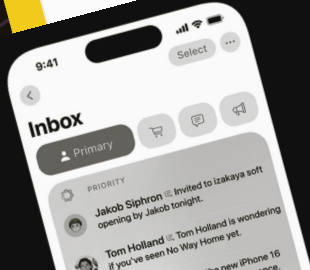 9:41
Select
Inbox
Primary
PRIORITY
Jakob Siphron Invited to izakaya soft
opening by Jakob tonight.
Tom Holland Tom Holland is wondering
if you've seen No Way Home yet.
he new iPhone 16